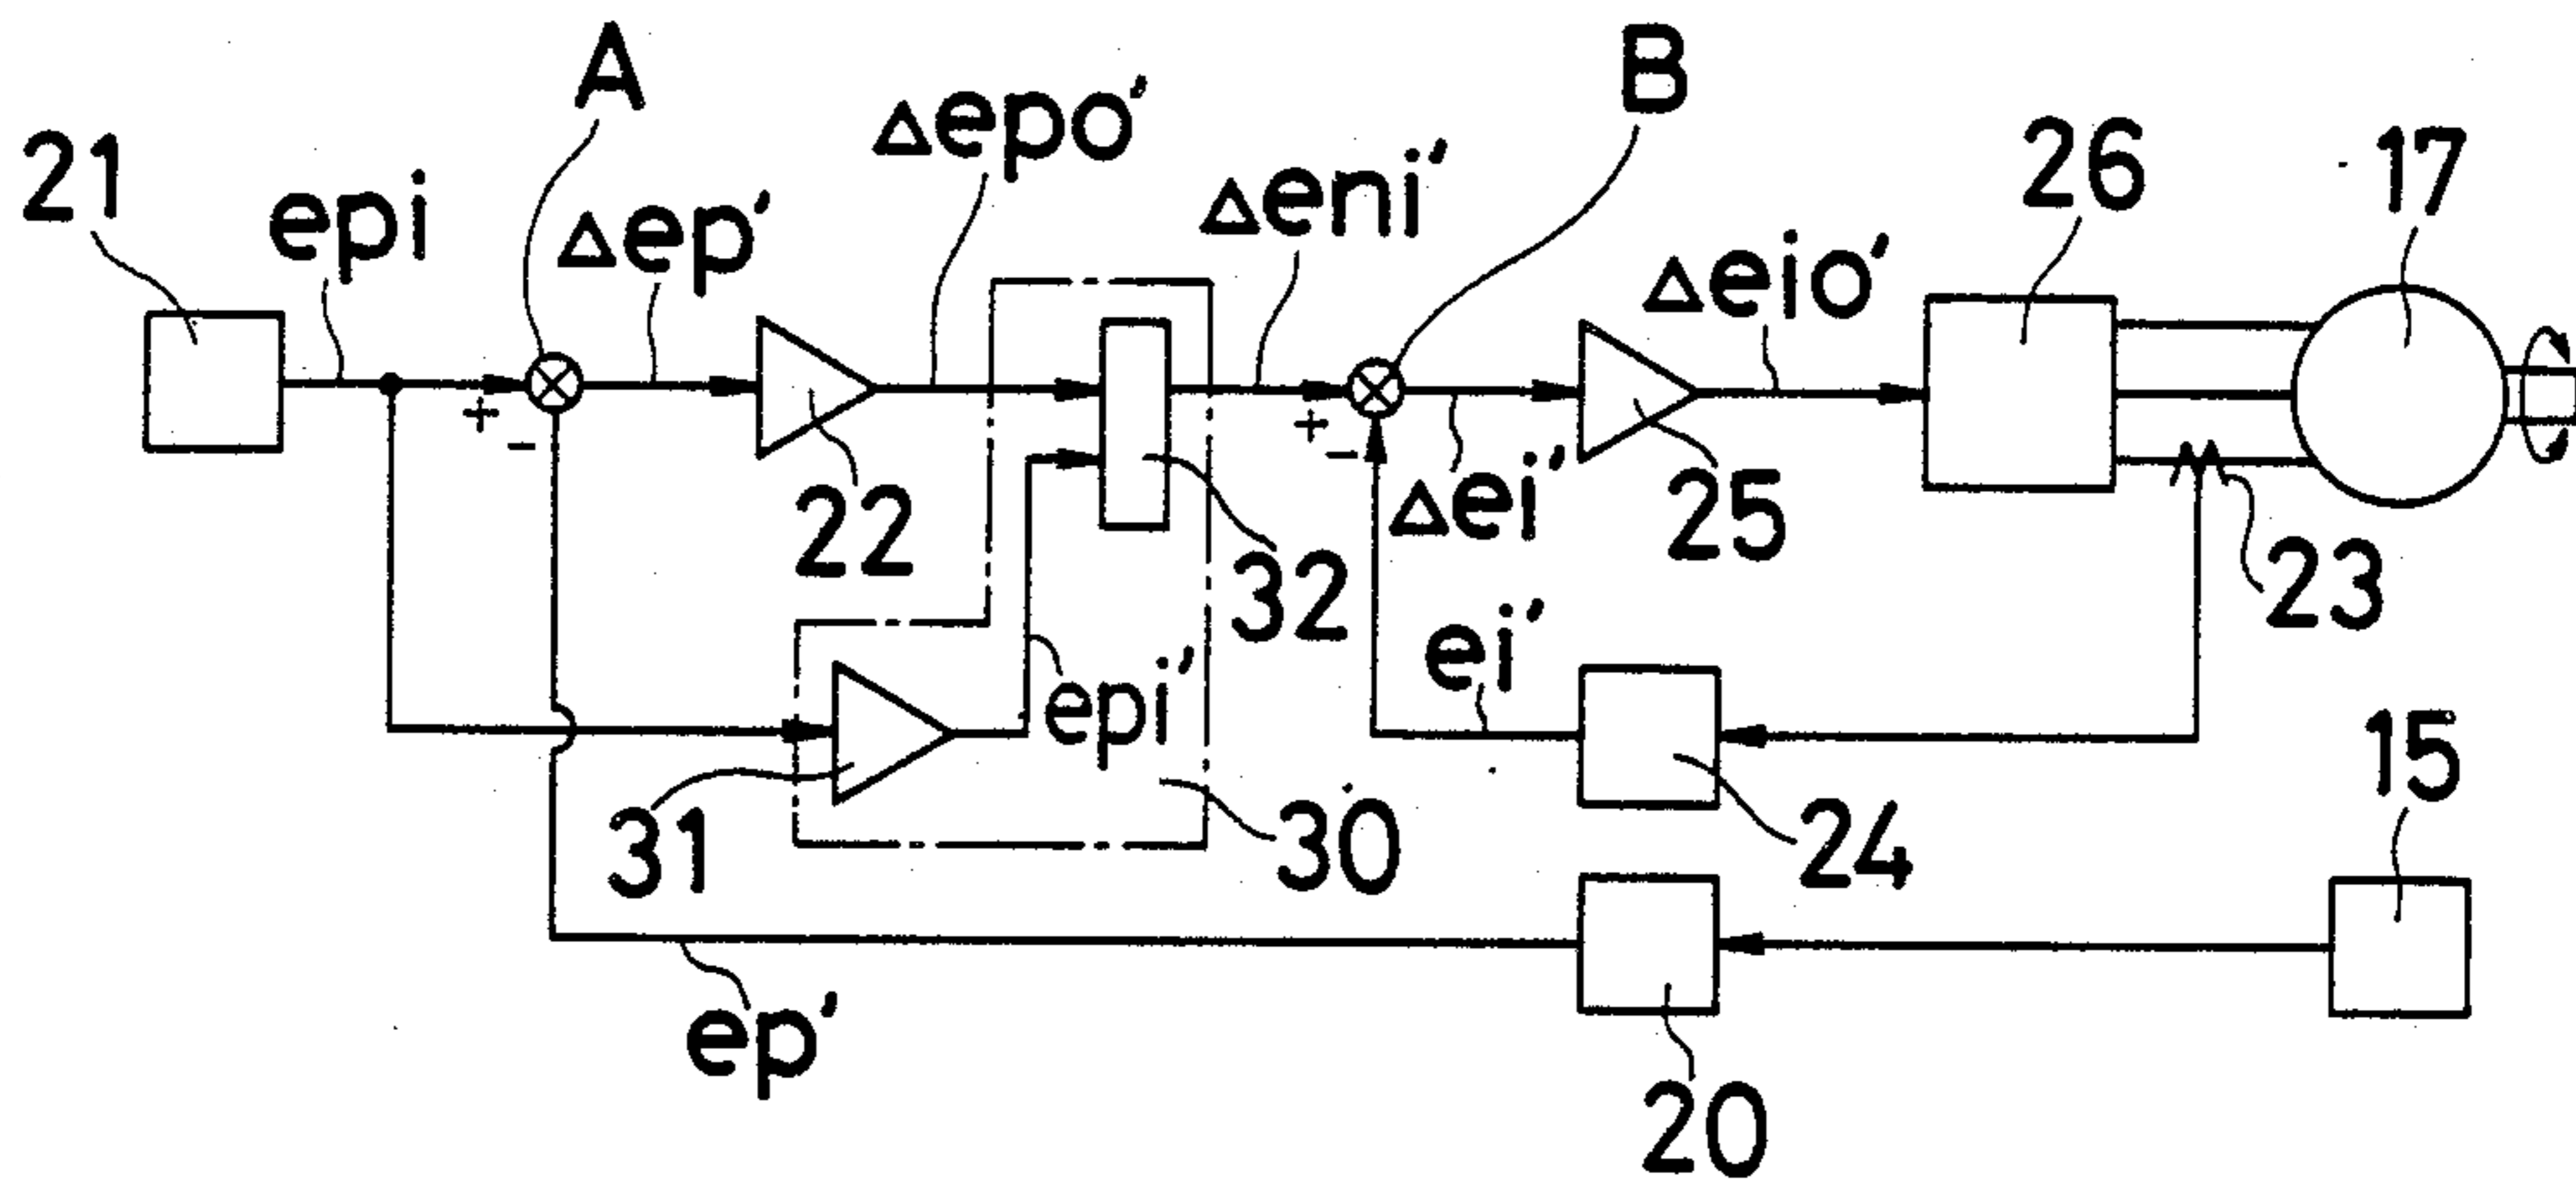 A
B
21
epi
Δep'
Δepo'
Δeni'
Δeio'
26
17
+
-
+
-
22
32
Δei'
25
23
ei'
epi'
31
30
24
15
ep'
20